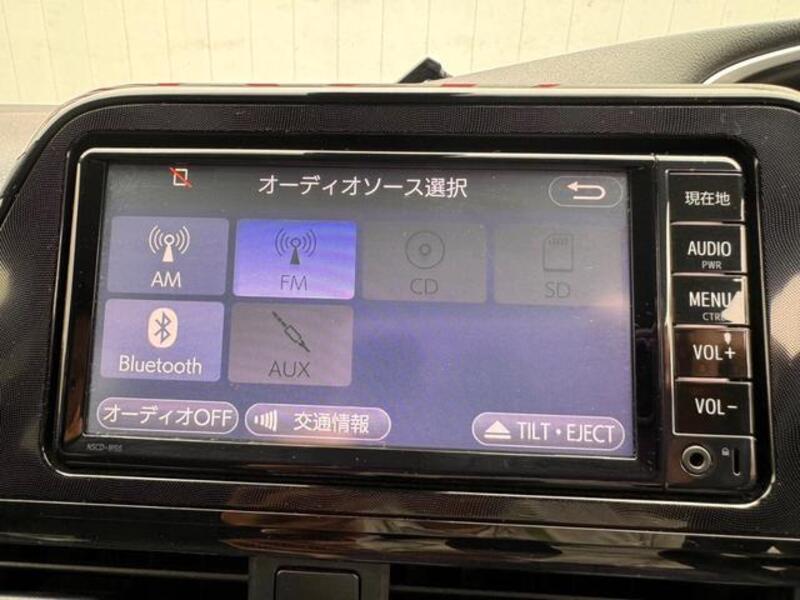 オーディオソース選択
AM
FM
CD
SD
Bluetooth
AUX
オーディオOFF
交通情報
TILT・EJECT
現在地
AUDIO
PWR
MENU
VOL+
VOL-